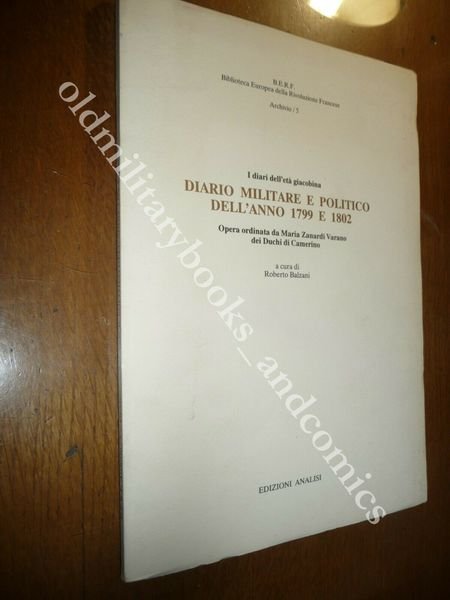 B.E.R.F.
Biblioteca Europea della Rivoluzione Francese
Archivio / 5
I diari dell'età giacobina
DIARIO MILITARE E POLITICO
DELL'ANNO 1799 E 1802
Opera ordinata da Maria Zanardi Varano
dei Duchi di Camerino
a cura di
Roberto Balzani
EDIZIONI ANALISI
oldmilitarybooks_andcomics